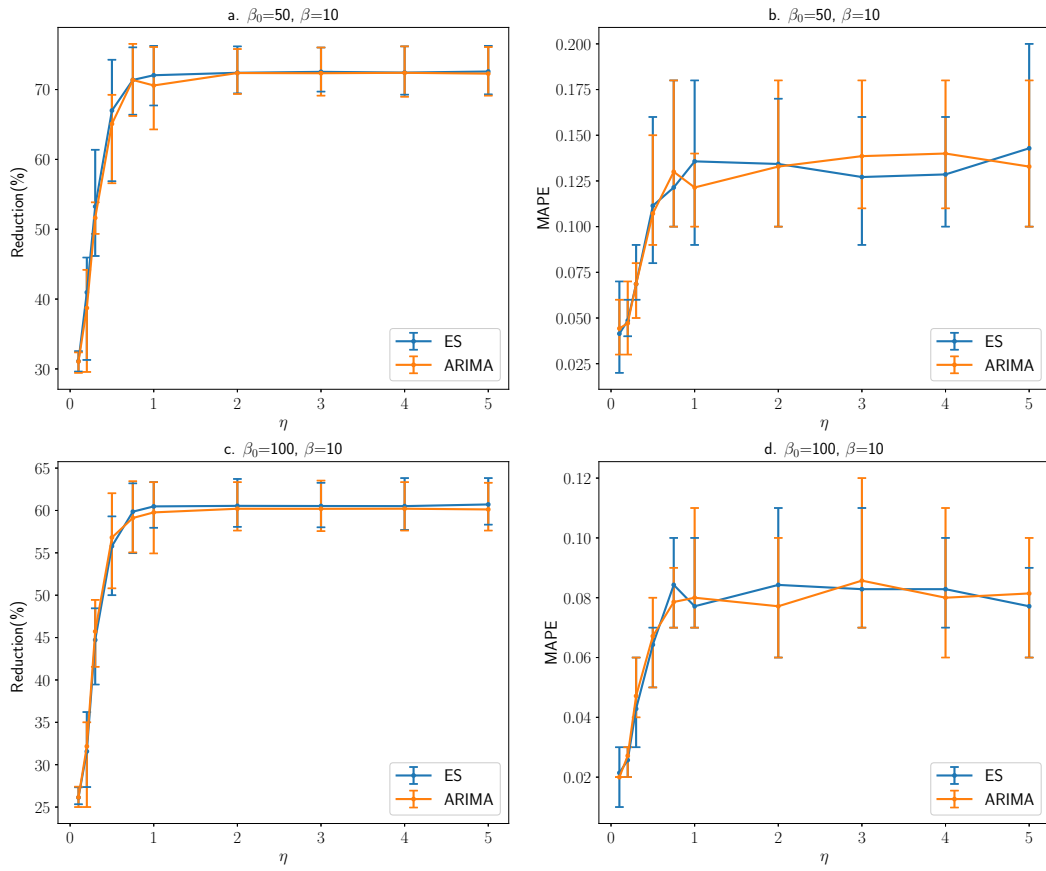 a. β₀=50, β=10
Reduction(%)
70
60
50
40
30
0 1 2 3 4 5
η
ES
ARIMA
b. β₀=50, β=10
MAPE
0.200
0.175
0.150
0.125
0.100
0.075
0.050
0.025
0 1 2 3 4 5
η
ES
ARIMA
c. β₀=100, β=10
Reduction(%)
65
60
55
50
45
40
35
30
25
0 1 2 3 4 5
η
ES
ARIMA
d. β₀=100, β=10
MAPE
0.12
0.10
0.08
0.06
0.04
0.02
0 1 2 3 4 5
η
ES
ARIMA